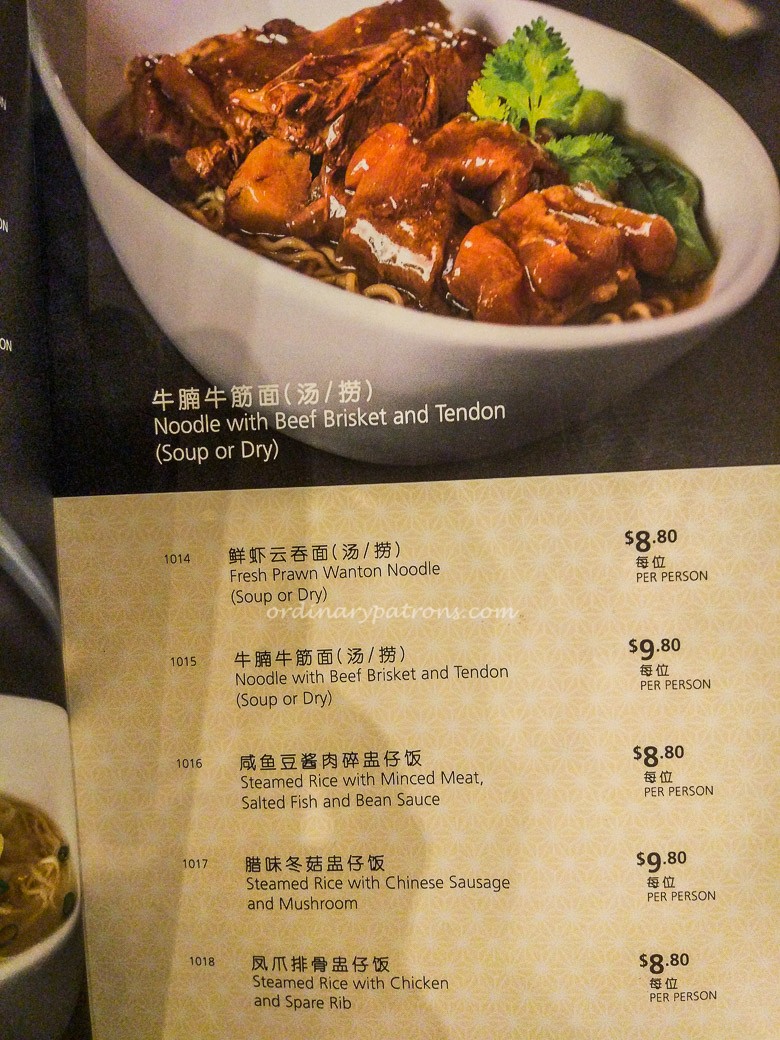 牛腩牛筋面(汤/捞)
Noodle with Beef Brisket and Tendon
(Soup or Dry)
1014 鲜虾云吞面(汤/捞) $8.80
Fresh Prawn Wanton Noodle 每位
(Soup or Dry) PER PERSON
ordinarypatrons.com
1015 牛腩牛筋面(汤/捞) $9.80
Noodle with Beef Brisket and Tendon 每位
(Soup or Dry) PER PERSON
1016 咸鱼豆酱肉碎盅仔饭 $8.80
Steamed Rice with Minced Meat, 每位
Salted Fish and Bean Sauce PER PERSON
1017 腊味冬菇盅仔饭 $9.80
Steamed Rice with Chinese Sausage 每位
and Mushroom PER PERSON
1018 凤爪排骨盅仔饭 $8.80
Steamed Rice with Chicken 每位
and Spare Rib PER PERSON